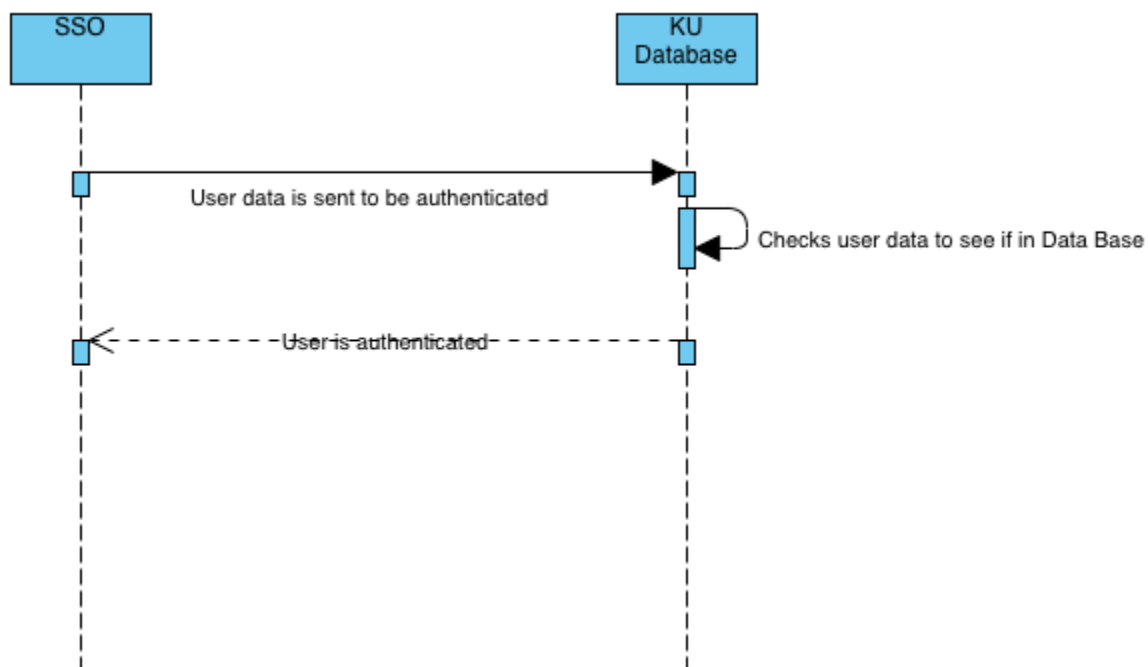 SSO
KU
Database
User data is sent to be authenticated
Checks user data to see if in Data Base
User is authenticated